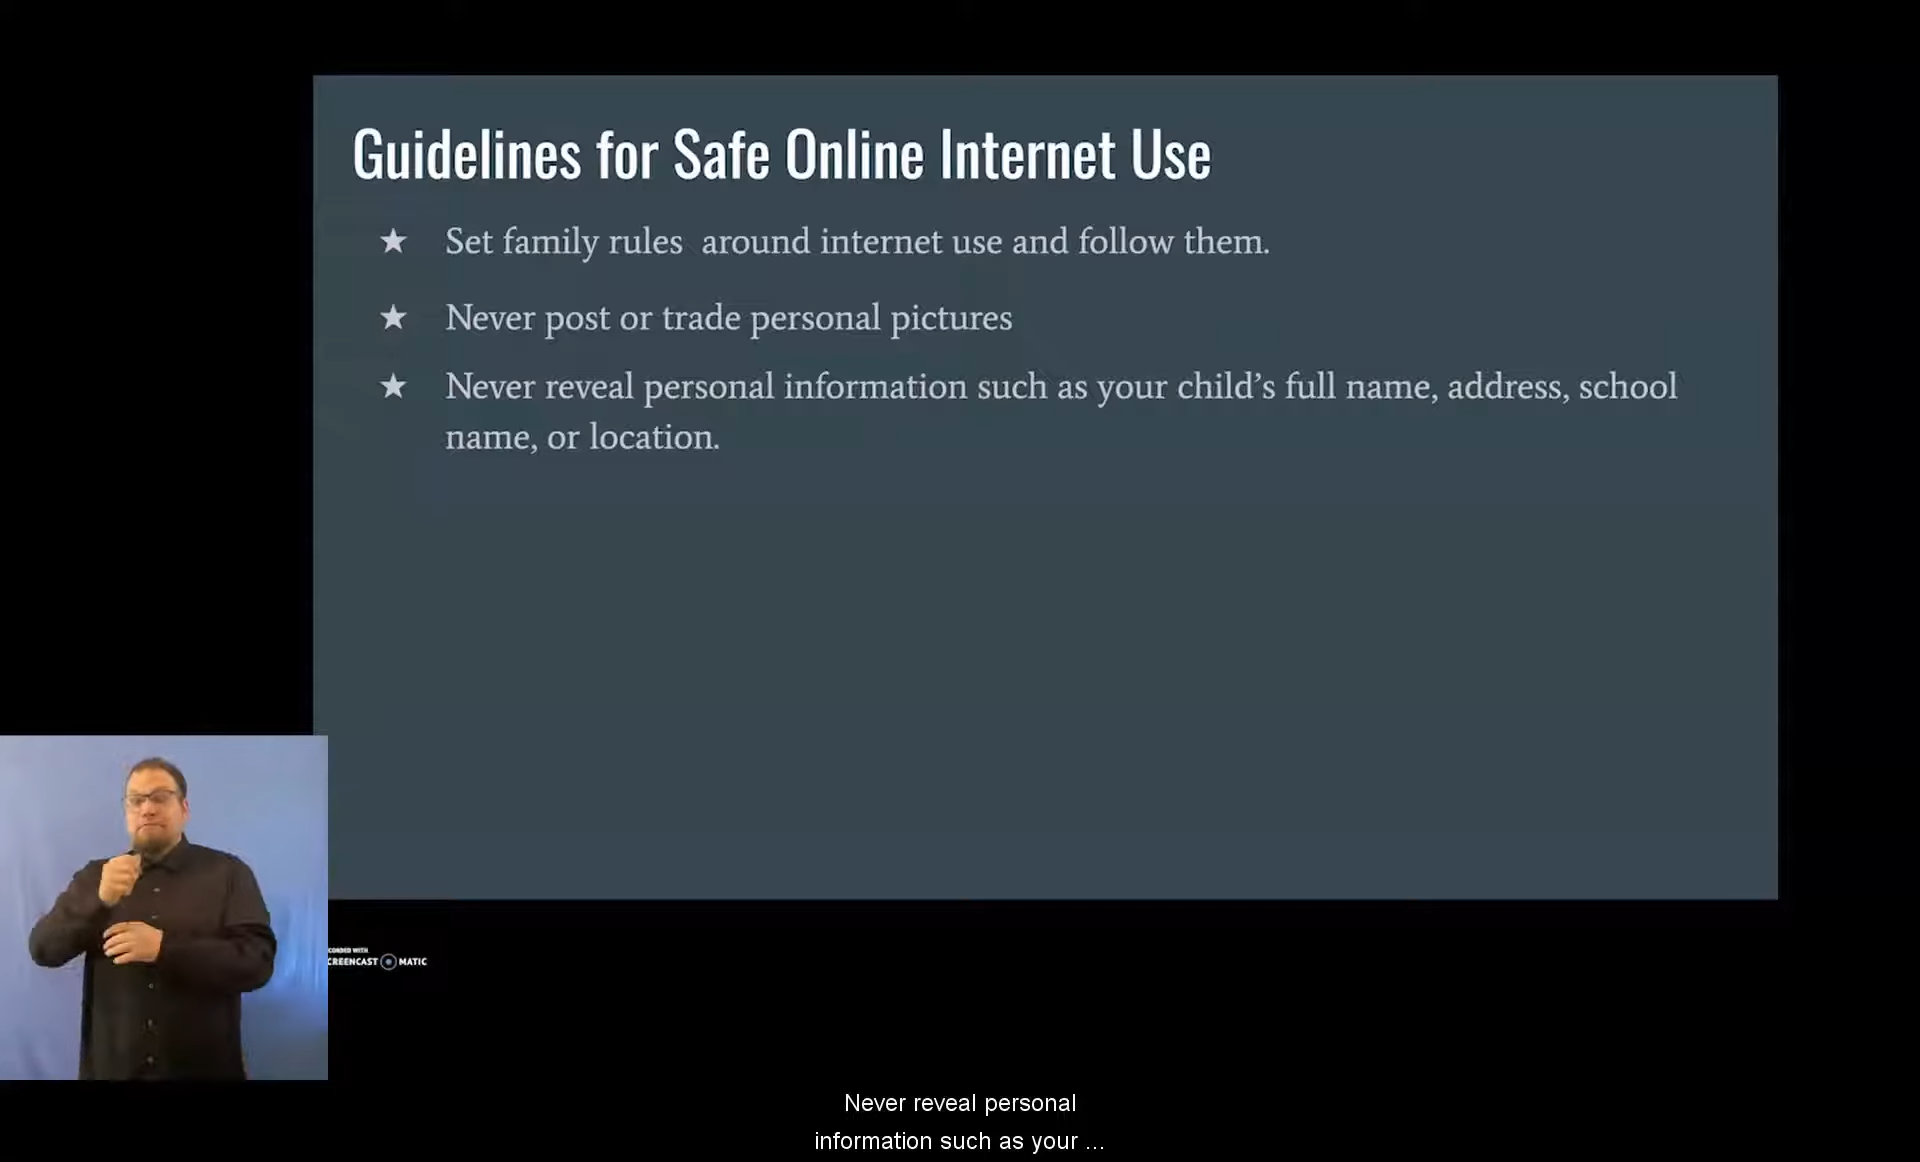 Guidelines for Safe Online Internet Use
★ Set family rules around internet use and follow them.
★ Never post or trade personal pictures
★ Never reveal personal information such as your child’s full name, address, school
name, or location.
CORDED WITH
CREENCAST MATIC
Never reveal personal
information such as your ...